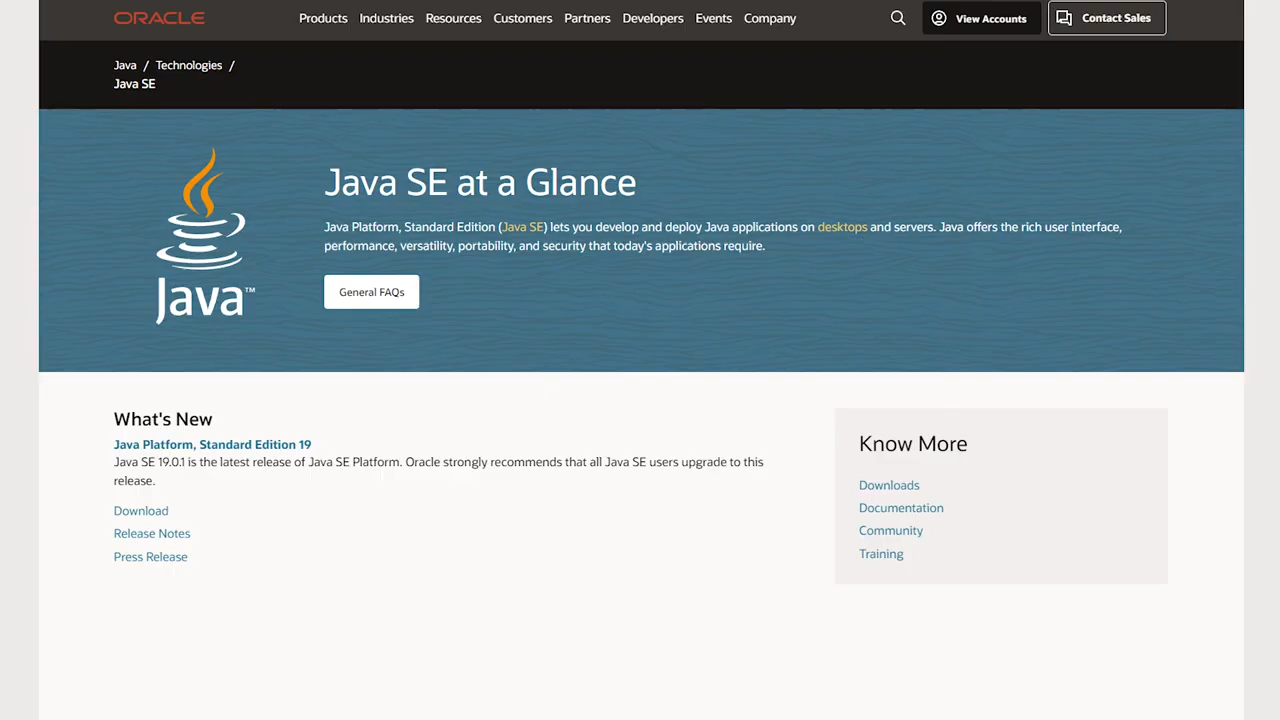 ORACLE Products Industries Resources Customers Partners Developers Events Company View Accounts Contact Sales
Java / Technologies /
Java SE
Java™
Java SE at a Glance
Java Platform, Standard Edition (Java SE) lets you develop and deploy Java applications on desktops and servers. Java offers the rich user interface,
performance, versatility, portability, and security that today's applications require.
General FAQs
What's New
Java Platform, Standard Edition 19
Java SE 19.0.1 is the latest release of Java SE Platform. Oracle strongly recommends that all Java SE users upgrade to this
release.
Download
Release Notes
Press Release
Know More
Downloads
Documentation
Community
Training